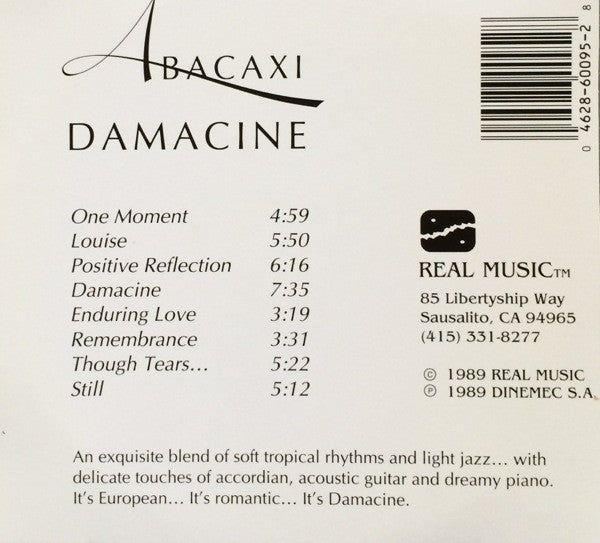 ABACAXI
DAMACINE
One Moment 4:59
Louise 5:50
Positive Reflection 6:16
Damacine 7:35
Enduring Love 3:19
Remembrance 3:31
Though Tears... 5:22
Still 5:12
0 4628-60095-2 8
REAL MUSIC™
85 Libertyship Way
Sausalito, CA 94965
(415) 331-8277
© 1989 REAL MUSIC
℗ 1989 DINEMEC S.A.
An exquisite blend of soft tropical rhythms and light jazz... with
delicate touches of accordian, acoustic guitar and dreamy piano.
It's European... It's romantic... It's Damacine.